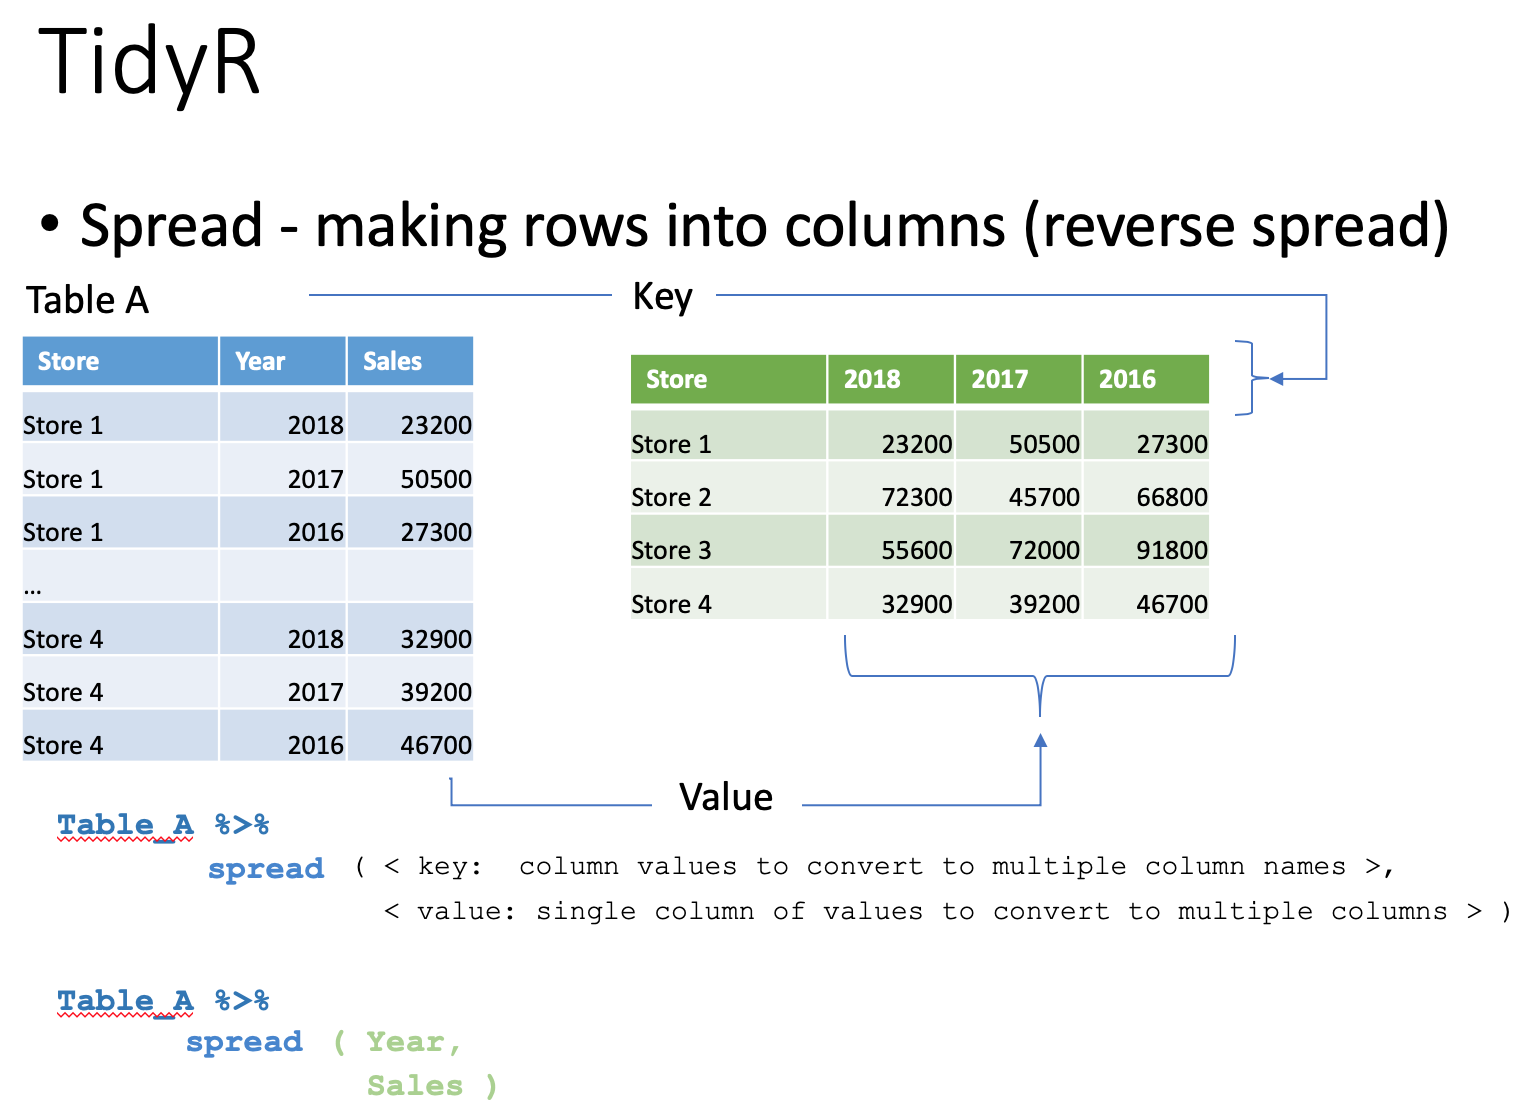 TidyR
• Spread - making rows into columns (reverse spread)
Table A
Key
Store Year Sales
Store 1 2018 23200
Store 1 2017 50500
Store 1 2016 27300
...
Store 4 2018 32900
Store 4 2017 39200
Store 4 2016 46700
Store 2018 2017 2016
Store 1 23200 50500 27300
Store 2 72300 45700 66800
Store 3 55600 72000 91800
Store 4 32900 39200 46700
Value
Table_A %>%
spread ( < key: column values to convert to multiple column names >,
< value: single column of values to convert to multiple columns > )
Table_A %>%
spread ( Year,
Sales )